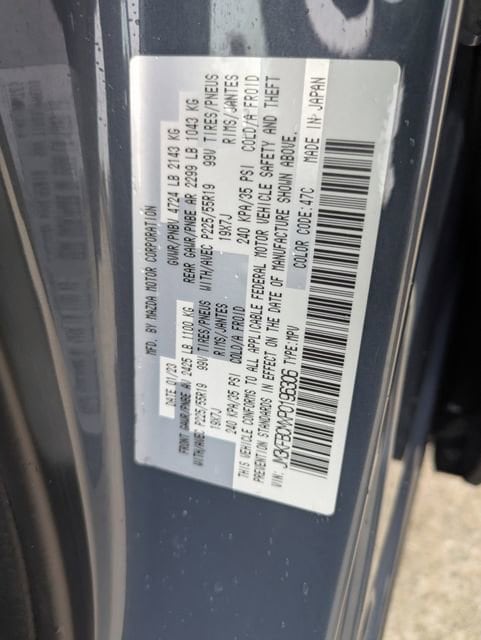 MFD. BY MAZDA MOTOR CORPORATION
DATE 01/23 GVWR/PNBV 4724 LB 2143 KG
FRONT GAWR/PNBE AV 2425 LB 1100 KG REAR GAWR/PNBE AR 2299 LB 1043 KG
WITH/AVEC P225/55R19 99V TIRES/PNEUS WITH/AVEC P225/55R19 99V TIRES/PNEUS
19X7J RIMS/JANTES 19X7J RIMS/JANTES
240 KPA/35 PSI COLD/A FROID 240 KPA/35 PSI COLD/A FROID
THIS VEHICLE CONFORMS TO ALL APPLICABLE FEDERAL MOTOR VEHICLE SAFETY AND THEFT
PREVENTION STANDARDS IN EFFECT ON THE DATE OF MANUFACTURE SHOWN ABOVE.
VIN: TYPE:MPV COLOR CODE:47C MADE IN JAPAN